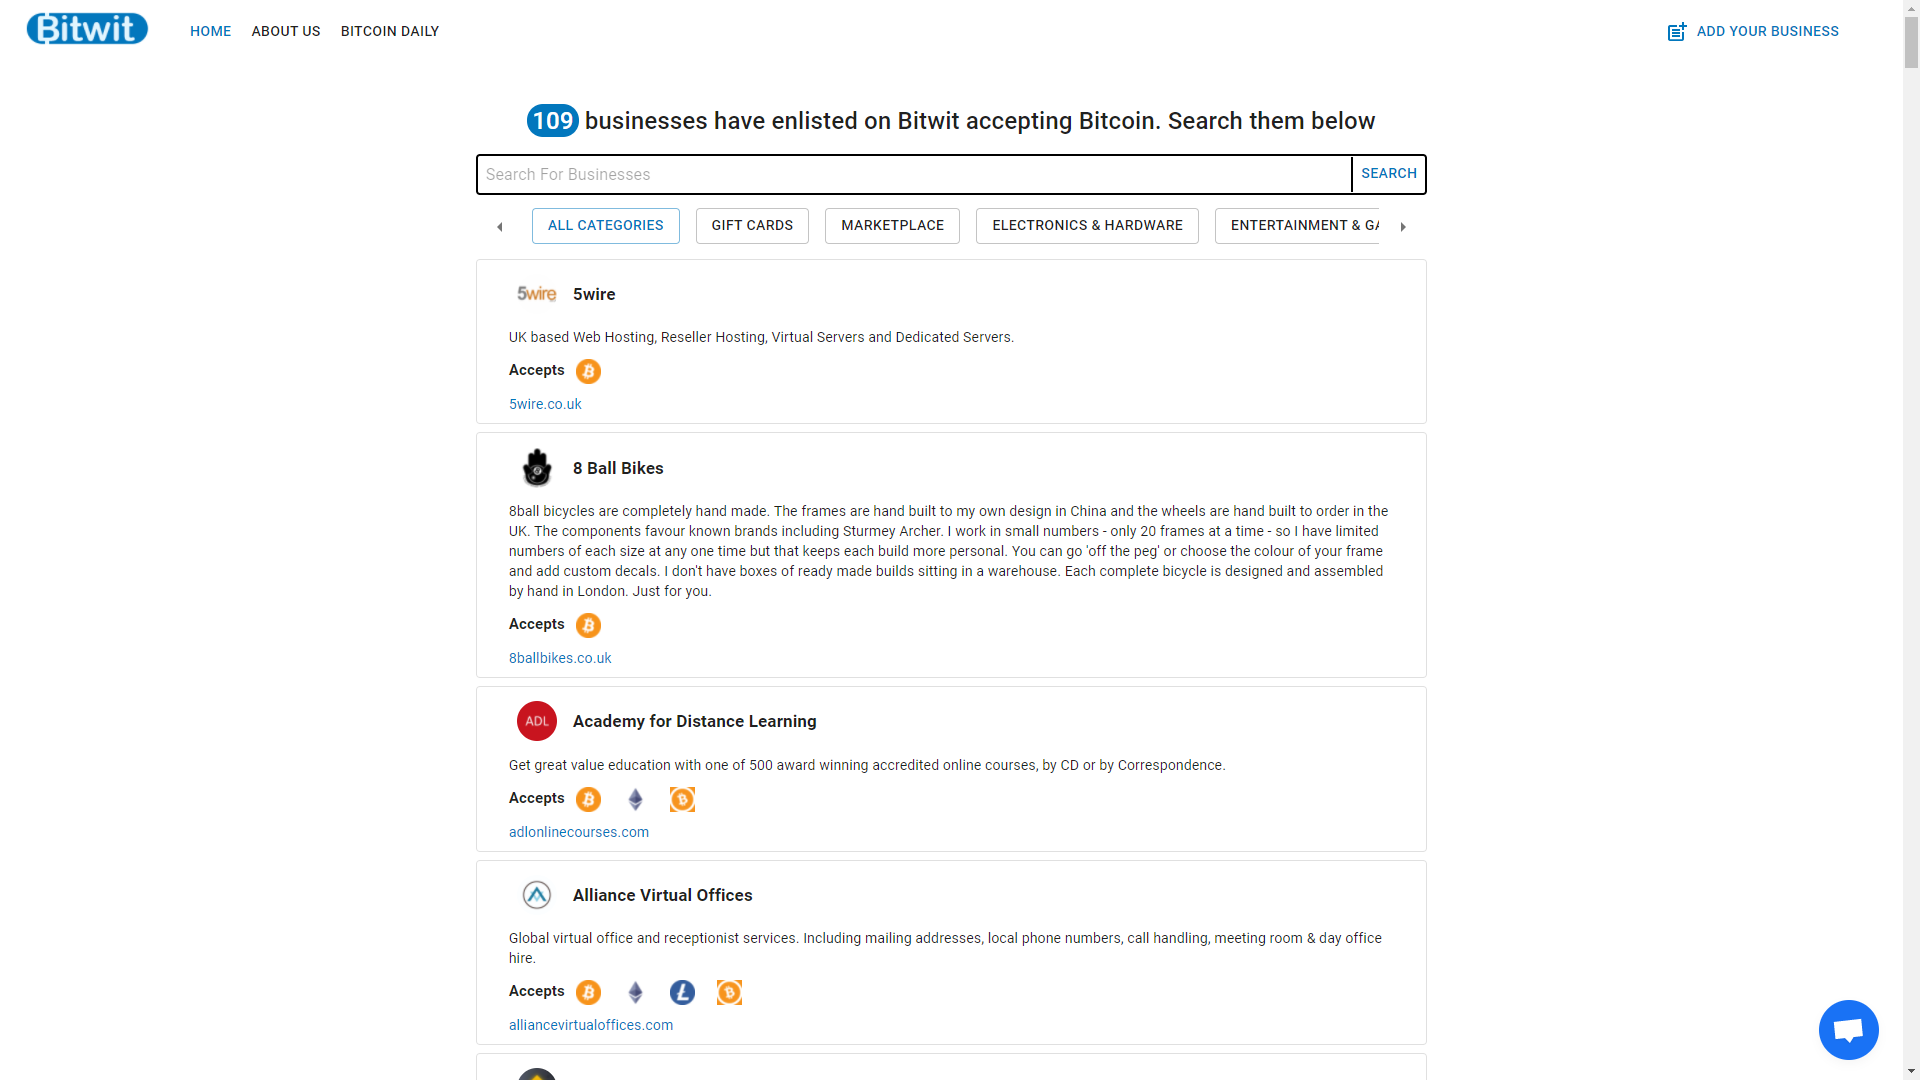 Bitwit
HOME ABOUT US BITCOIN DAILY
ADD YOUR BUSINESS
109 businesses have enlisted on Bitwit accepting Bitcoin. Search them below
Search For Businesses
SEARCH
ALL CATEGORIES GIFT CARDS MARKETPLACE ELECTRONICS & HARDWARE ENTERTAINMENT & GA
5wire 5wire
UK based Web Hosting, Reseller Hosting, Virtual Servers and Dedicated Servers.
Accepts
5wire.co.uk
8 Ball Bikes
8ball bicycles are completely hand made. The frames are hand built to my own design in China and the wheels are hand built to order in the
UK. The components favour known brands including Sturmey Archer. I work in small numbers - only 20 frames at a time - so I have limited
numbers of each size at any one time but that keeps each build more personal. You can go 'off the peg' or choose the colour of your frame
and add custom decals. I don't have boxes of ready made builds sitting in a warehouse. Each complete bicycle is designed and assembled
by hand in London. Just for you.
Accepts
8ballbikes.co.uk
ADL Academy for Distance Learning
Get great value education with one of 500 award winning accredited online courses, by CD or by Correspondence.
Accepts
adlonlinecourses.com
Alliance Virtual Offices
Global virtual office and receptionist services. Including mailing addresses, local phone numbers, call handling, meeting room & day office
hire.
Accepts
alliancevirtualoffices.com